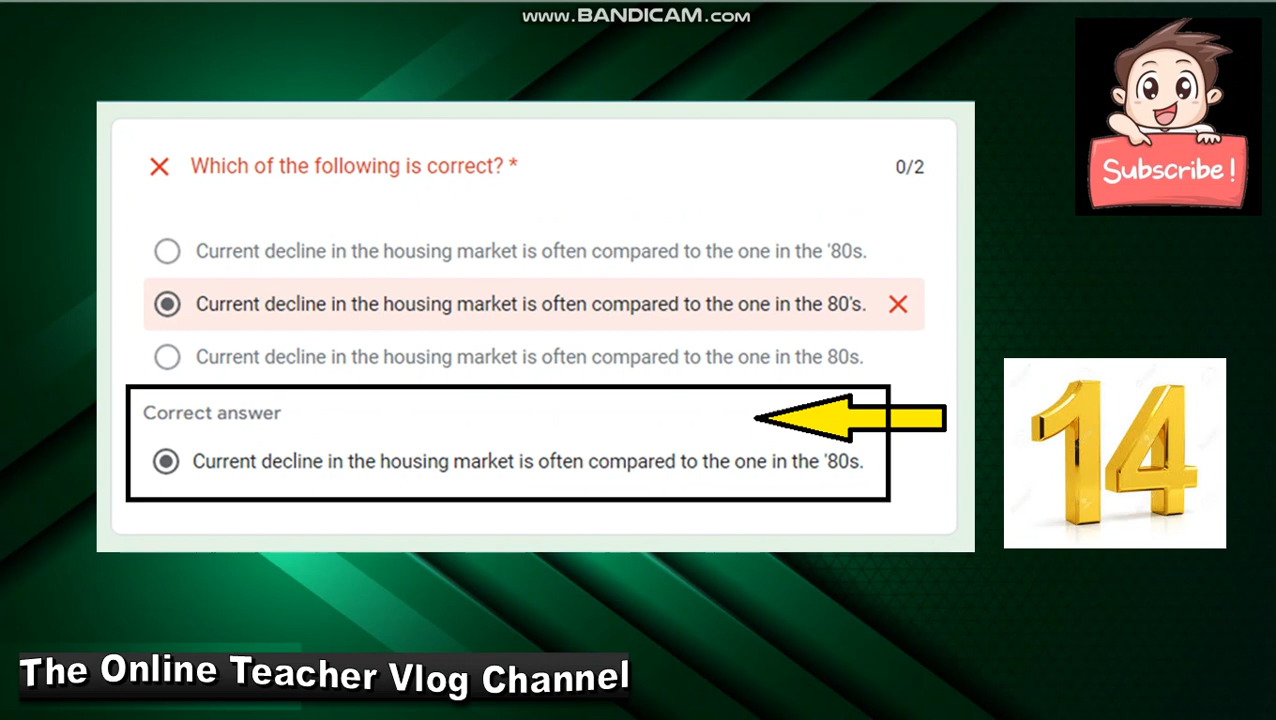 www.BANDICAM.com
Subscribe!
Which of the following is correct? *
0/2
Current decline in the housing market is often compared to the one in the '80s.
Current decline in the housing market is often compared to the one in the 80's.
Current decline in the housing market is often compared to the one in the 80s.
Correct answer
Current decline in the housing market is often compared to the one in the '80s.
14
The Online Teacher Vlog Channel